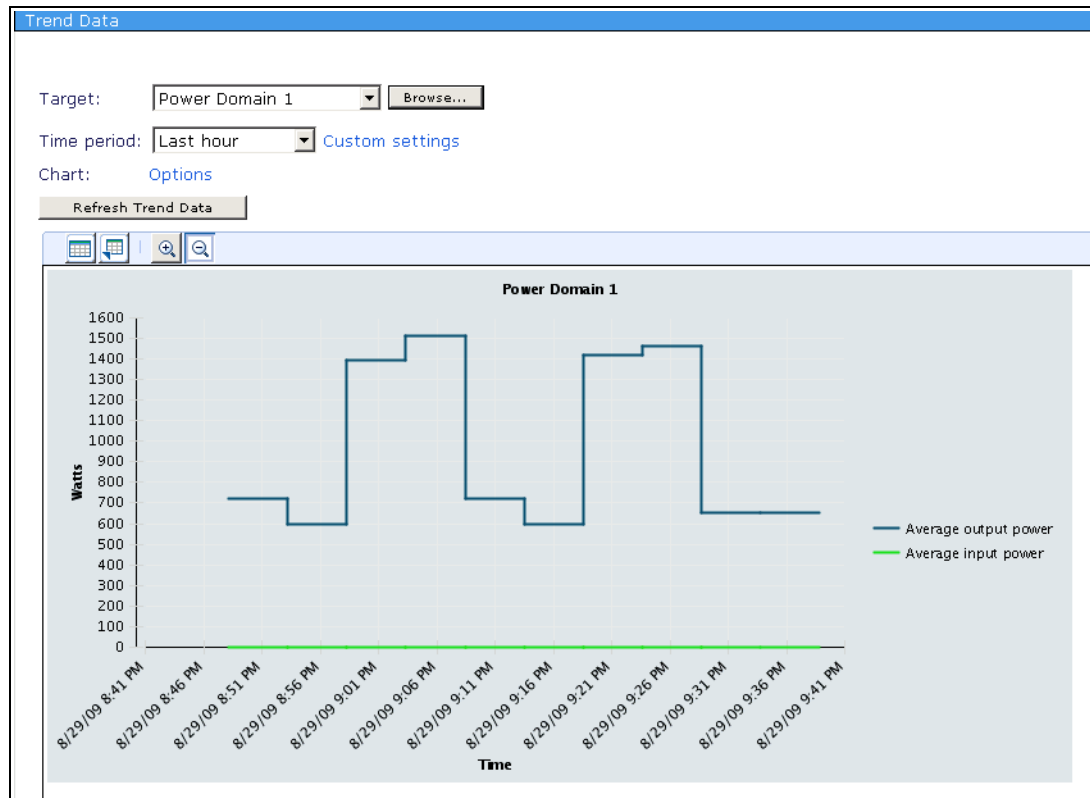 Trend Data
Target: Power Domain 1 Browse...
Time period: Last hour Custom settings
Chart: Options
Refresh Trend Data
Power Domain 1
1600
1500
1400
1300
1200
1100
1000
900
800
700
600
500
400
300
200
100
0
Watts
Average output power
Average input power
8/29/09 8:41 PM
8/29/09 8:46 PM
8/29/09 8:51 PM
8/29/09 8:56 PM
8/29/09 9:01 PM
8/29/09 9:06 PM
8/29/09 9:11 PM
8/29/09 9:16 PM
8/29/09 9:21 PM
8/29/09 9:26 PM
8/29/09 9:31 PM
8/29/09 9:36 PM
8/29/09 9:41 PM
Time